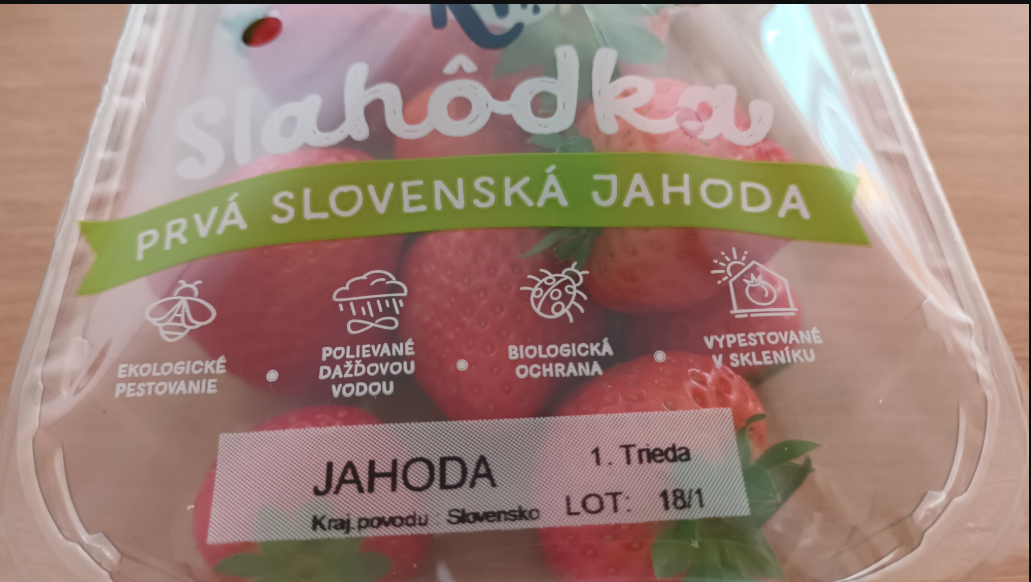 Slahôdka
PRVÁ SLOVENSKÁ JAHODA
EKOLOGICKÉ
PESTOVANIE
POLIEVANÉ
DAŽĎOVOU
VODOU
BIOLOGICKÁ
OCHRANA
VYPESTOVANÉ
V SKLENÍKU
JAHODA
1. Trieda
Kraj.povodu : Slovensko
LOT: 18/1